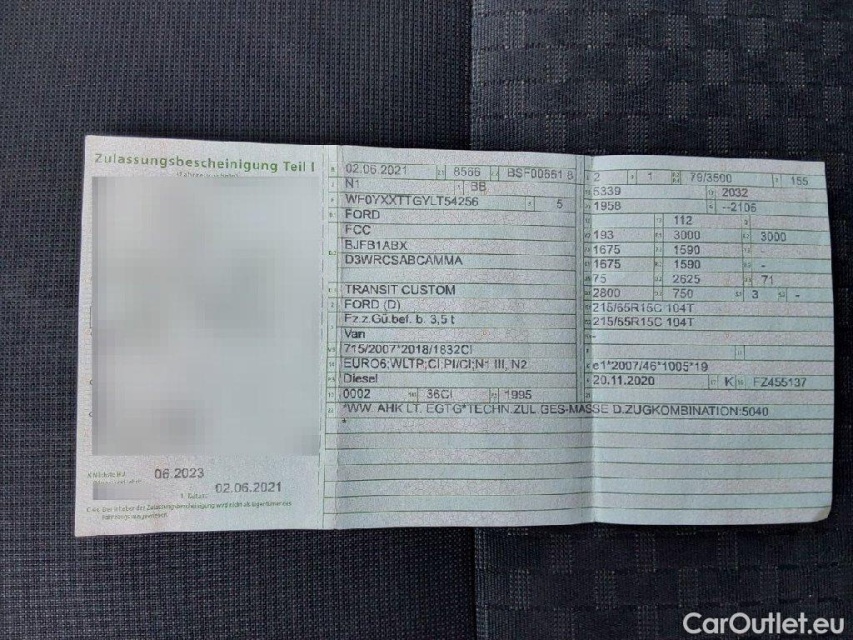 Zulassungsbescheinigung Teil I
06.2023
02.06.2021
02.06.2021 8566 BSF00651 8
N1 BB
WF0YXXTTGYLT54256 5
FORD
FCC
BJFB1ABX
D3WRCSABCAMMA
TRANSIT CUSTOM
FORD (D)
Fz.z.Gü.bef. b. 3,5 t
Van
715/2007*2018/1832CI
EURO6;WLTP;CI;PI/CI;N1 III, N2
Diesel
0002 36CI 1995
*WW. AHK LT. EGTG*TECHN.ZUL.GES-MASSE D.ZUGKOMBINATION:5040
*
2 1 79/3500 155
5339 2032
1958 --2106
112
193 3000 3000
1675 1590 -
1675 1590 -
75 2625 71
2800 750 3 -
215/65R15C 104T
215/65R15C 104T
e1*2007/46*1005*19
20.11.2020 K FZ455137
CarOutlet.eu